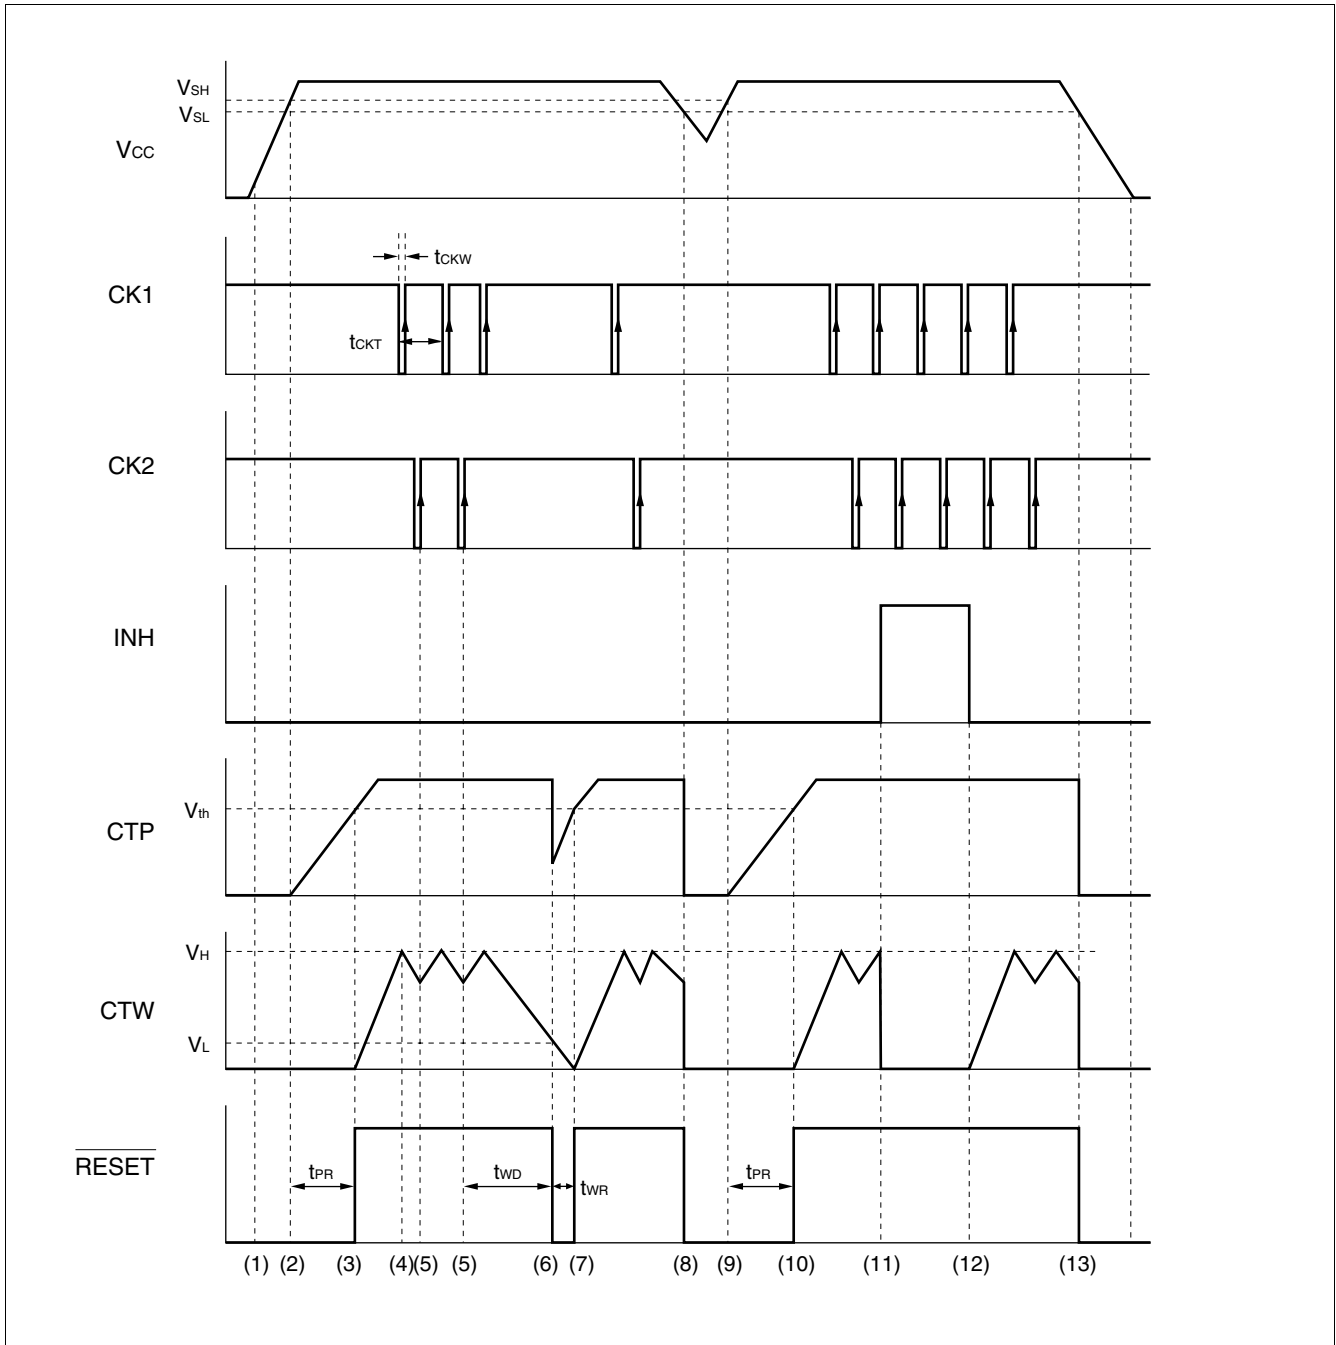 VSH
VSL
VCC
tCKW
CK1
tCKT
CK2
INH
Vth
CTP
VH
CTW
VL
RESET
tPR
tWD
tWR
tPR
(1) (2) (3) (4)(5) (5) (6) (7) (8) (9) (10) (11) (12) (13)